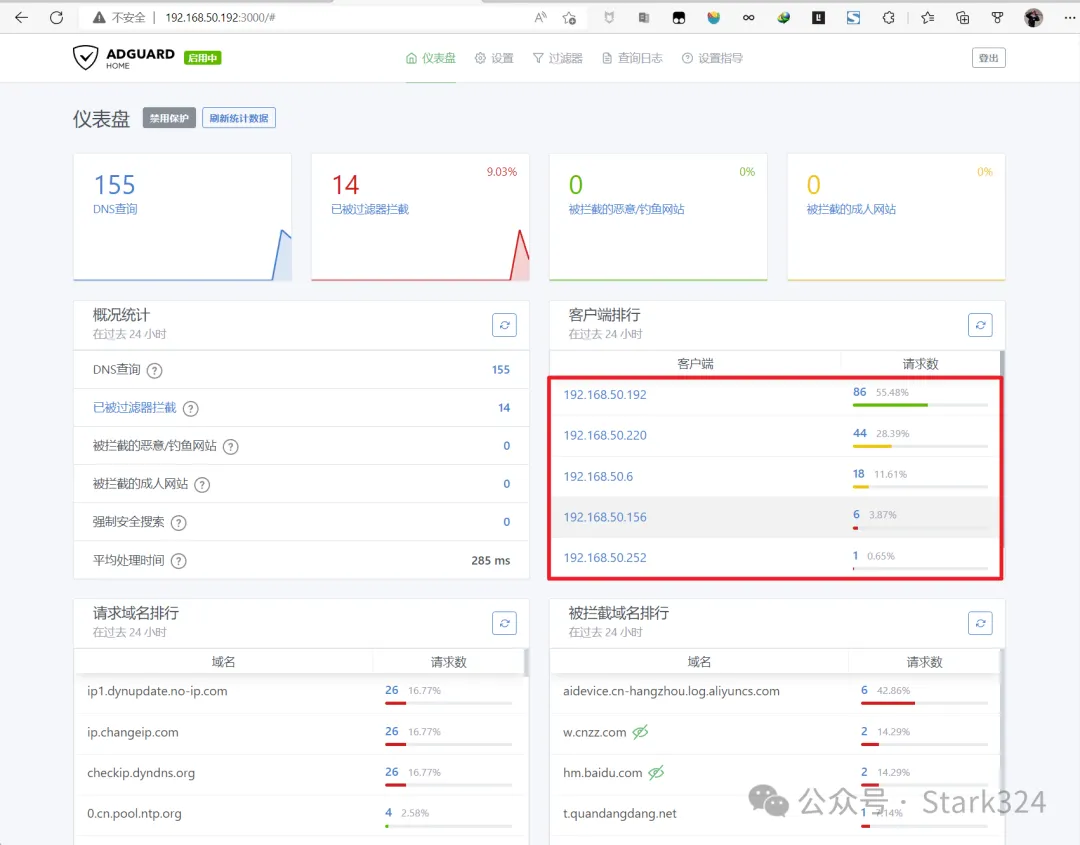 不安全 192.168.50.192:3000/#
ADGUARD
HOME
启用中
仪表盘
设置
过滤器
查询日志
设置指导
登出
仪表盘
禁用保护
刷新统计数据
155
DNS查询
14
9.03%
已被过滤器拦截
0
0%
被拦截的恶意/钓鱼网站
0
0%
被拦截的成人网站
概况统计
在过去 24 小时
DNS查询 ? 155
已被过滤器拦截 ? 14
被拦截的恶意/钓鱼网站 ? 0
被拦截的成人网站 ? 0
强制安全搜索 ? 0
平均处理时间 ? 285 ms
客户端排行
在过去 24 小时
客户端 请求数
192.168.50.192 86 55.48%
192.168.50.220 44 28.39%
192.168.50.6 18 11.61%
192.168.50.156 6 3.87%
192.168.50.252 1 0.65%
请求域名排行
在过去 24 小时
域名 请求数
ip1.dynupdate.no-ip.com 26 16.77%
ip.changeip.com 26 16.77%
checkip.dyndns.org 26 16.77%
0.cn.pool.ntp.org 4 2.58%
被拦截域名排行
在过去 24 小时
域名 请求数
aidevice.cn-hangzhou.log.aliyuncs.com 6 42.86%
w.cnzz.com 2 14.29%
hm.baidu.com 2 14.29%
t.quandangdang.net 1 7.14%
公众号 · Stark324